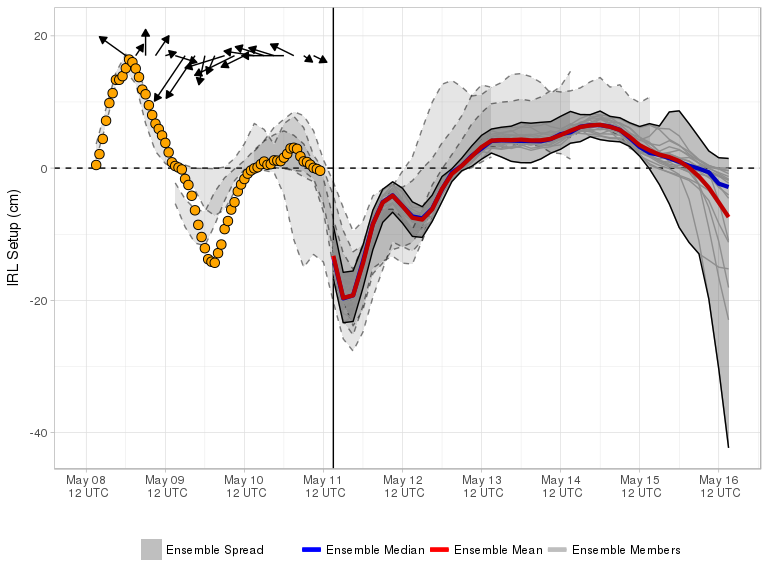 20
0
-20
-40
IRL Setup (cm)
May 08 May 09 May 10 May 11 May 12 May 13 May 14 May 15 May 16
12 UTC 12 UTC 12 UTC 12 UTC 12 UTC 12 UTC 12 UTC 12 UTC 12 UTC
Ensemble Spread Ensemble Median Ensemble Mean Ensemble Members